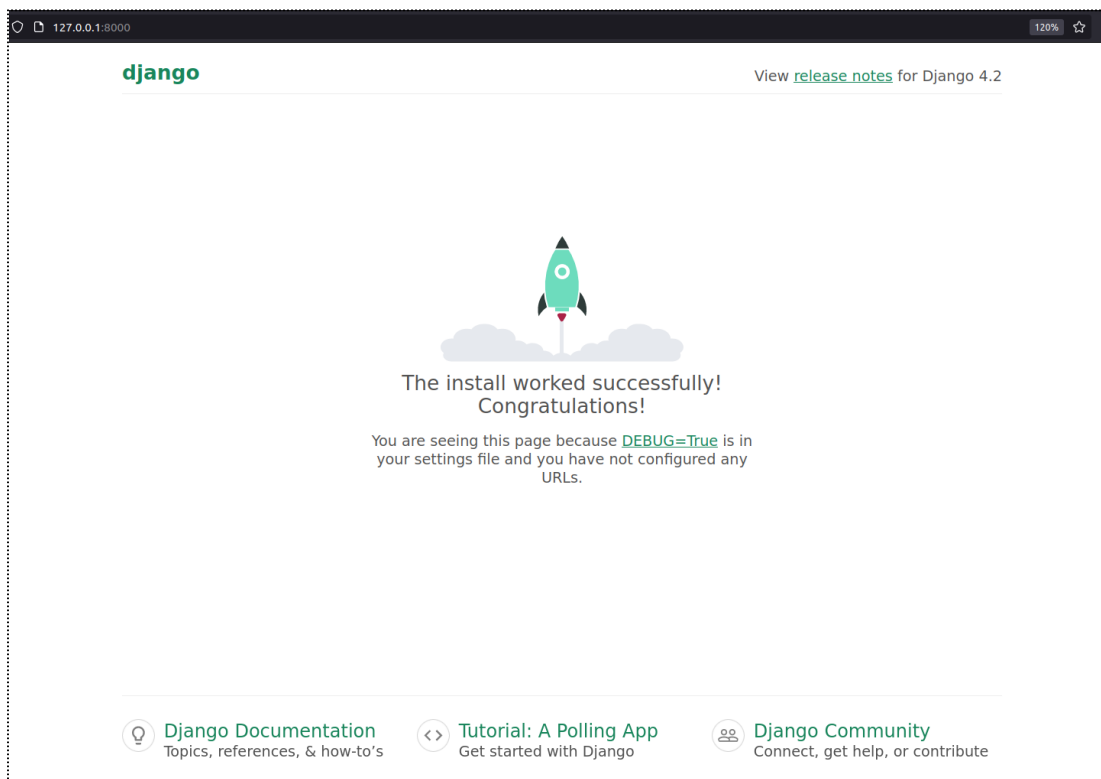 127.0.0.1:8000
120%
django
View release notes for Django 4.2
The install worked successfully!
Congratulations!
You are seeing this page because DEBUG=True is in
your settings file and you have not configured any
URLs.
Django Documentation
Topics, references, & how-to’s
Tutorial: A Polling App
Get started with Django
Django Community
Connect, get help, or contribute